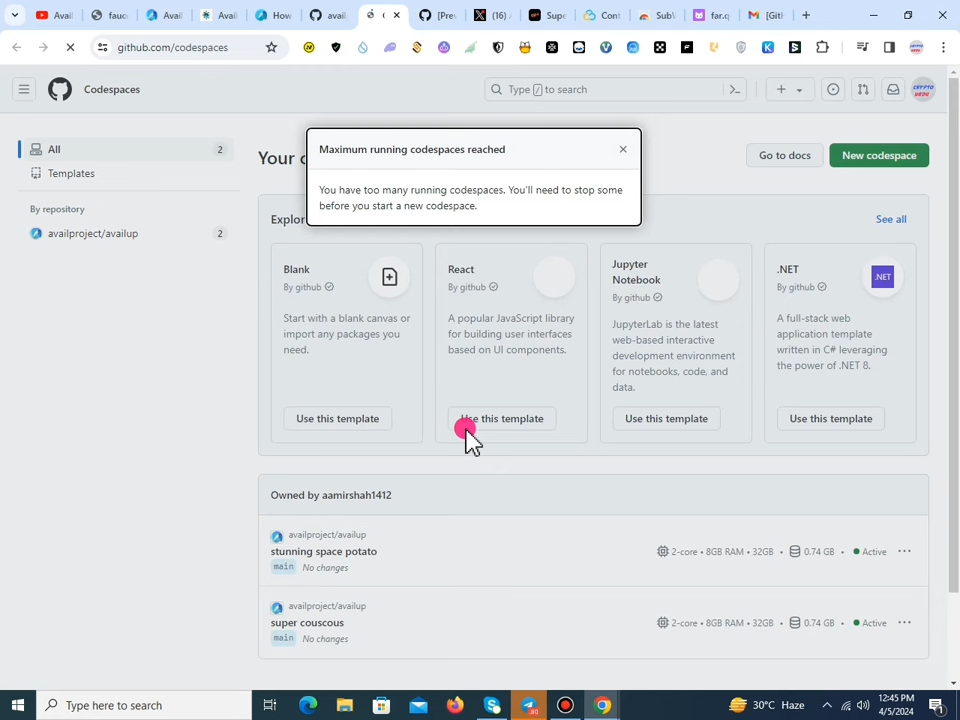 Avail
fauc
Avail
Avail
How
avail
(
[Prev
(16)
Supe
Cont
SubW
far.q
[Gith
github.com/codespaces
Codespaces
Type / to search
CRYPTO URDU
All 2
Templates
By repository
availproject/availup 2
Your c
Go to docs
New codespace
Maximum running codespaces reached
You have too many running codespaces. You'll need to stop some
before you start a new codespace.
Explor
See all
Blank
By github
Start with a blank canvas or
import any packages you
need.
Use this template
React
By github
A popular JavaScript library
for building user interfaces
based on UI components.
Use this template
Jupyter
Notebook
By github
JupyterLab is the latest
web-based interactive
development environment
for notebooks, code, and
data.
Use this template
.NET
By github
.NET
A full-stack web
application template
written in C# leveraging
the power of .NET 8.
Use this template
Owned by aamirshah1412
availproject/availup
stunning space potato
main No changes
2-core • 8GB RAM • 32GB • 0.74 GB • Active
availproject/availup
super couscous
main No changes
2-core • 8GB RAM • 32GB • 0.74 GB • Active
Type here to search
30°C Haze
12:45 PM
4/5/2024